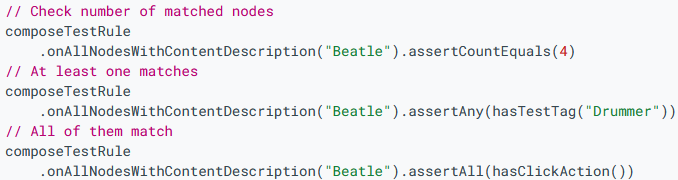 // Check number of matched nodes
composeTestRule
    .onAllNodesWithContentDescription("Beatle").assertCountEquals(4)
// At least one matches
composeTestRule
    .onAllNodesWithContentDescription("Beatle").assertAny(hasTestTag("Drummer"))
// All of them match
composeTestRule
    .onAllNodesWithContentDescription("Beatle").assertAll(hasClickAction())